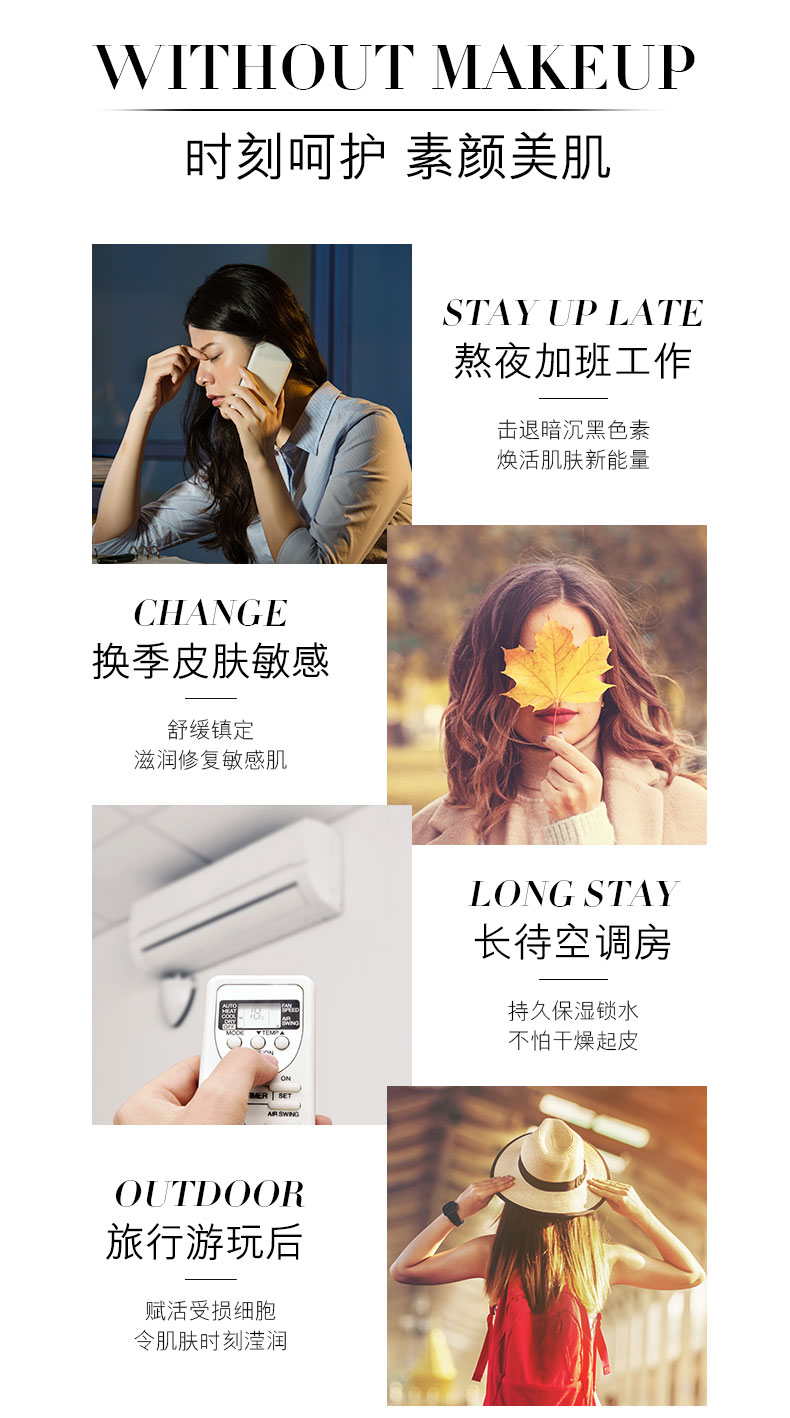 WITHOUT MAKEUP
时刻呵护 素颜美肌
STAY UP LATE
熬夜加班工作
击退暗沉黑色素
焕活肌肤新能量
CHANGE
换季皮肤敏感
舒缓镇定
滋润修复敏感肌
LONG STAY
长待空调房
持久保湿锁水
不怕干燥起皮
AUTO
HEAT
COOL
DRY
OFF
18
FAN
SPEED
AIR
SWING
MODE ▼TEMP▲
ON
SET
AIR SWING
OUTDOOR
旅行游玩后
赋活受损细胞
令肌肤时刻滢润